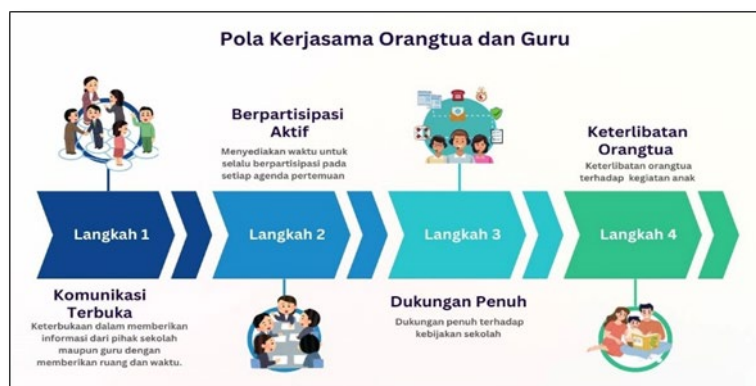 Pola Kerjasama Orangtua dan Guru
Langkah 1
Komunikasi
Terbuka
Keterbukaan dalam memberikan
informasi dari pihak sekolah
maupun guru dengan
memberikan ruang dan waktu.
Berpartisipasi
Aktif
Menyediakan waktu untuk
selalu berpartisipasi pada
setiap agenda pertemuan
Langkah 2
Langkah 3
Dukungan Penuh
Dukungan penuh terhadap
kebijakan sekolah
Keterlibatan
Orangtua
Keterlibatan orangtua
terhadap kegiatan anak
Langkah 4